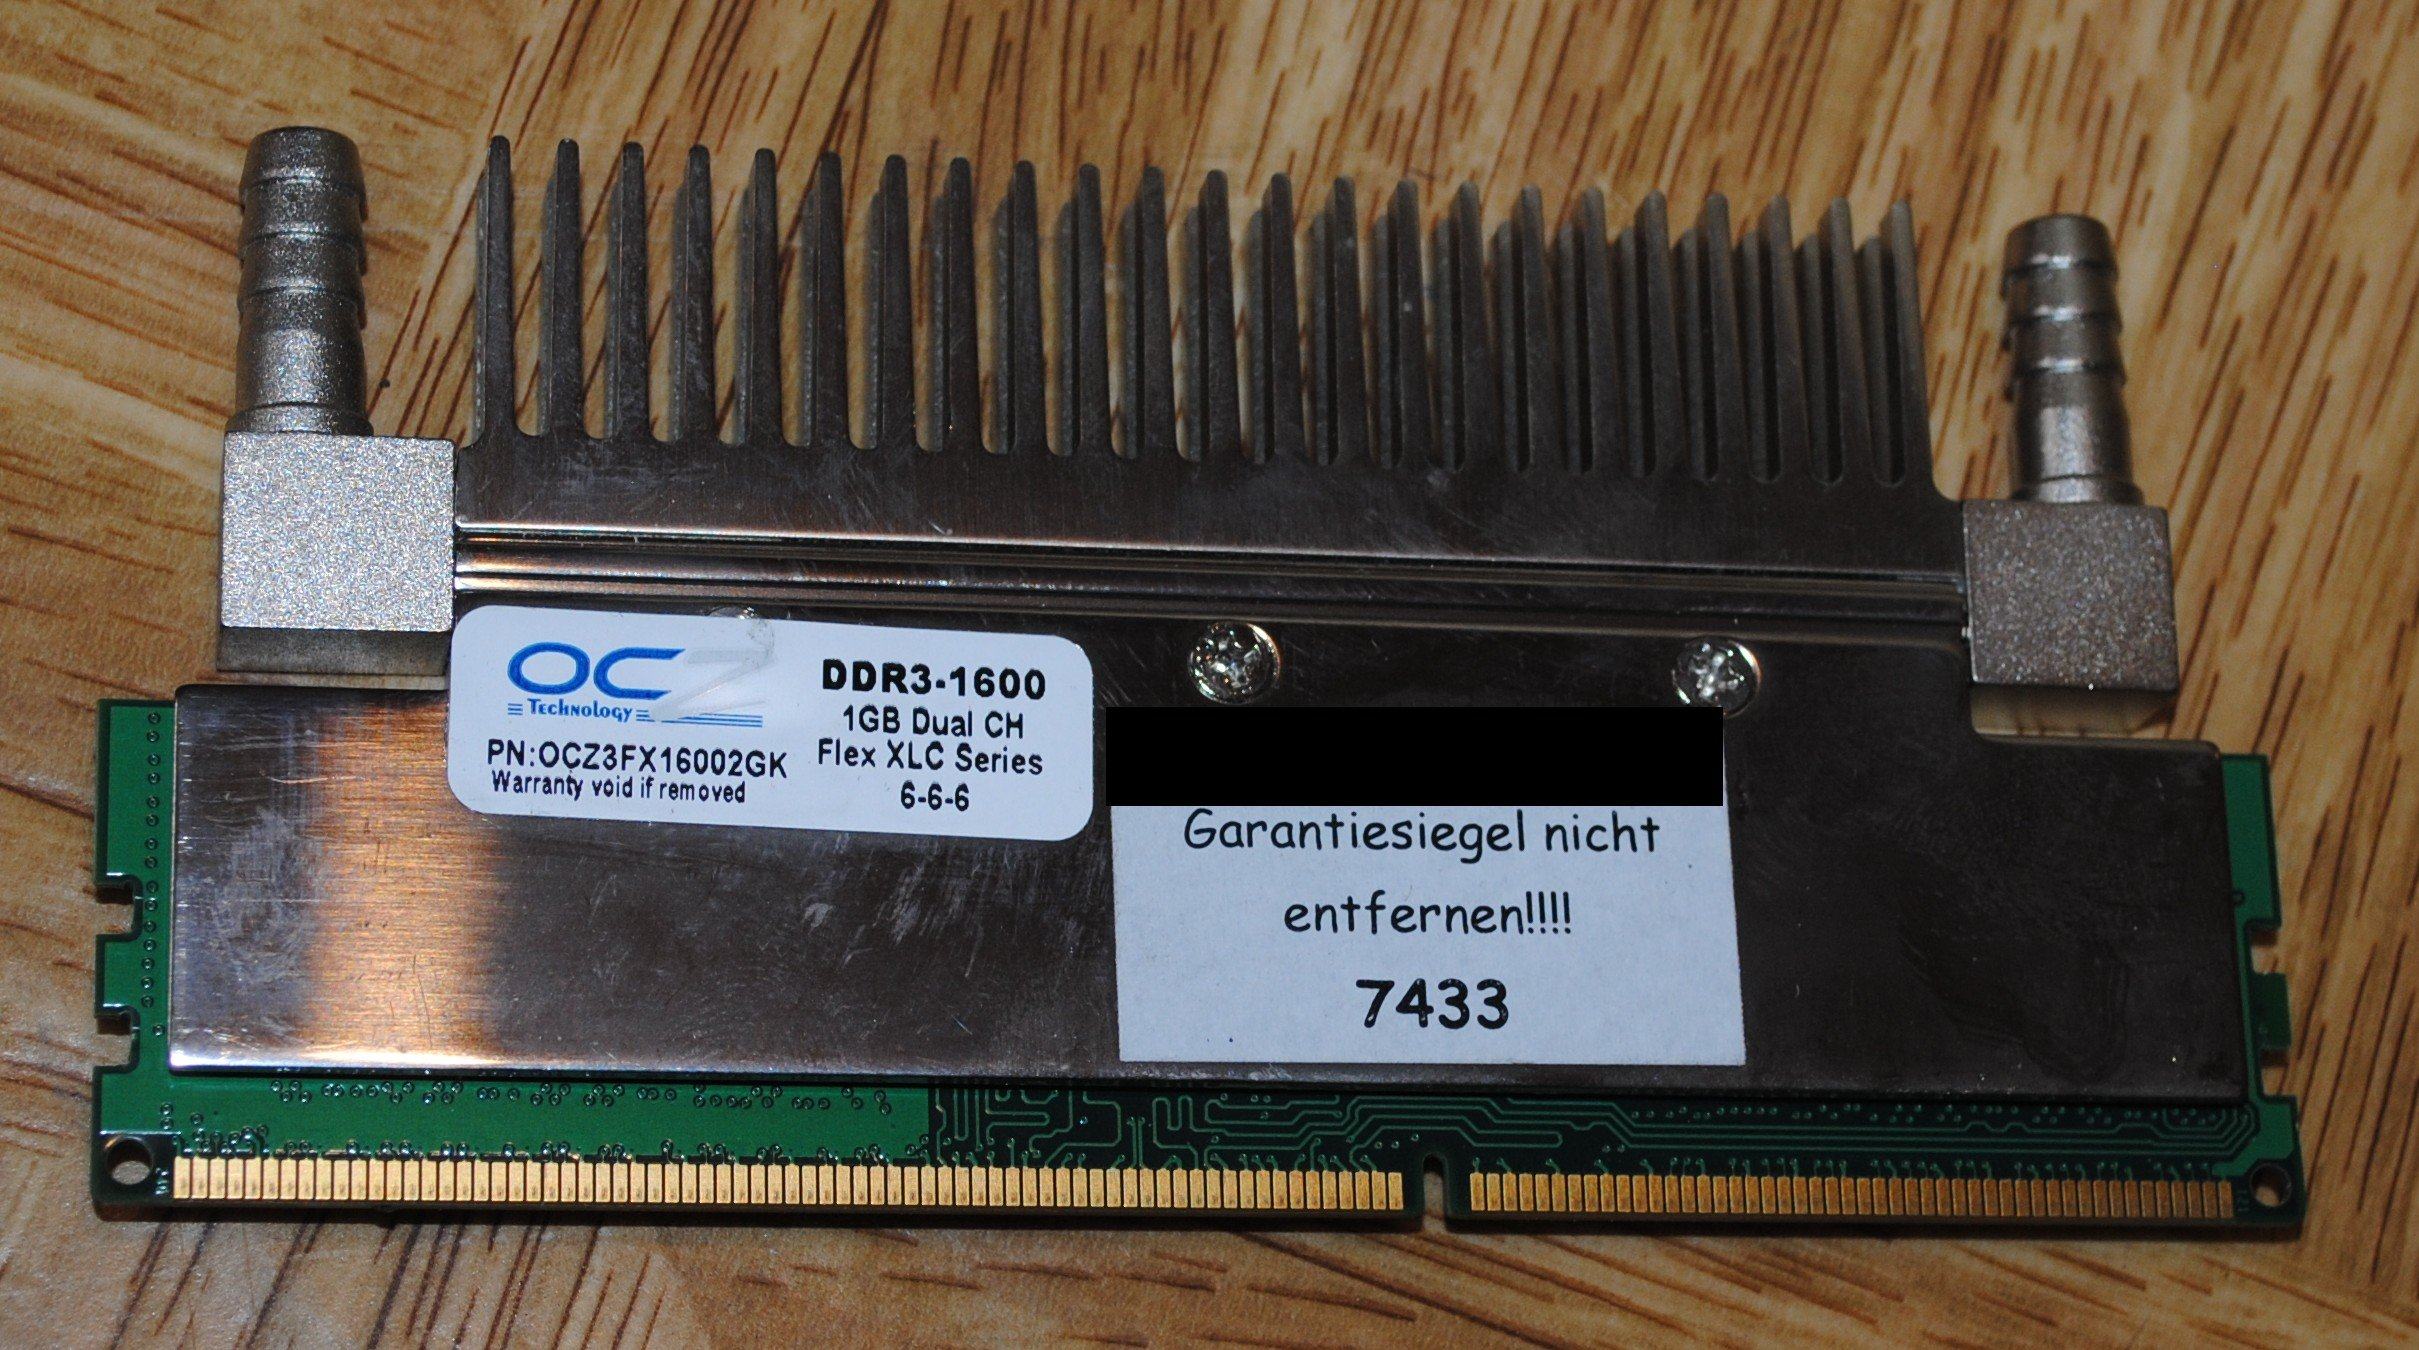 OCZ
Technology
PN:OCZ3FX16002GK
Warranty void if removed
DDR3-1600
1GB Dual CH
Flex XLC Series
6-6-6
Garantiesiegel nicht
entfernen!!!!
7433